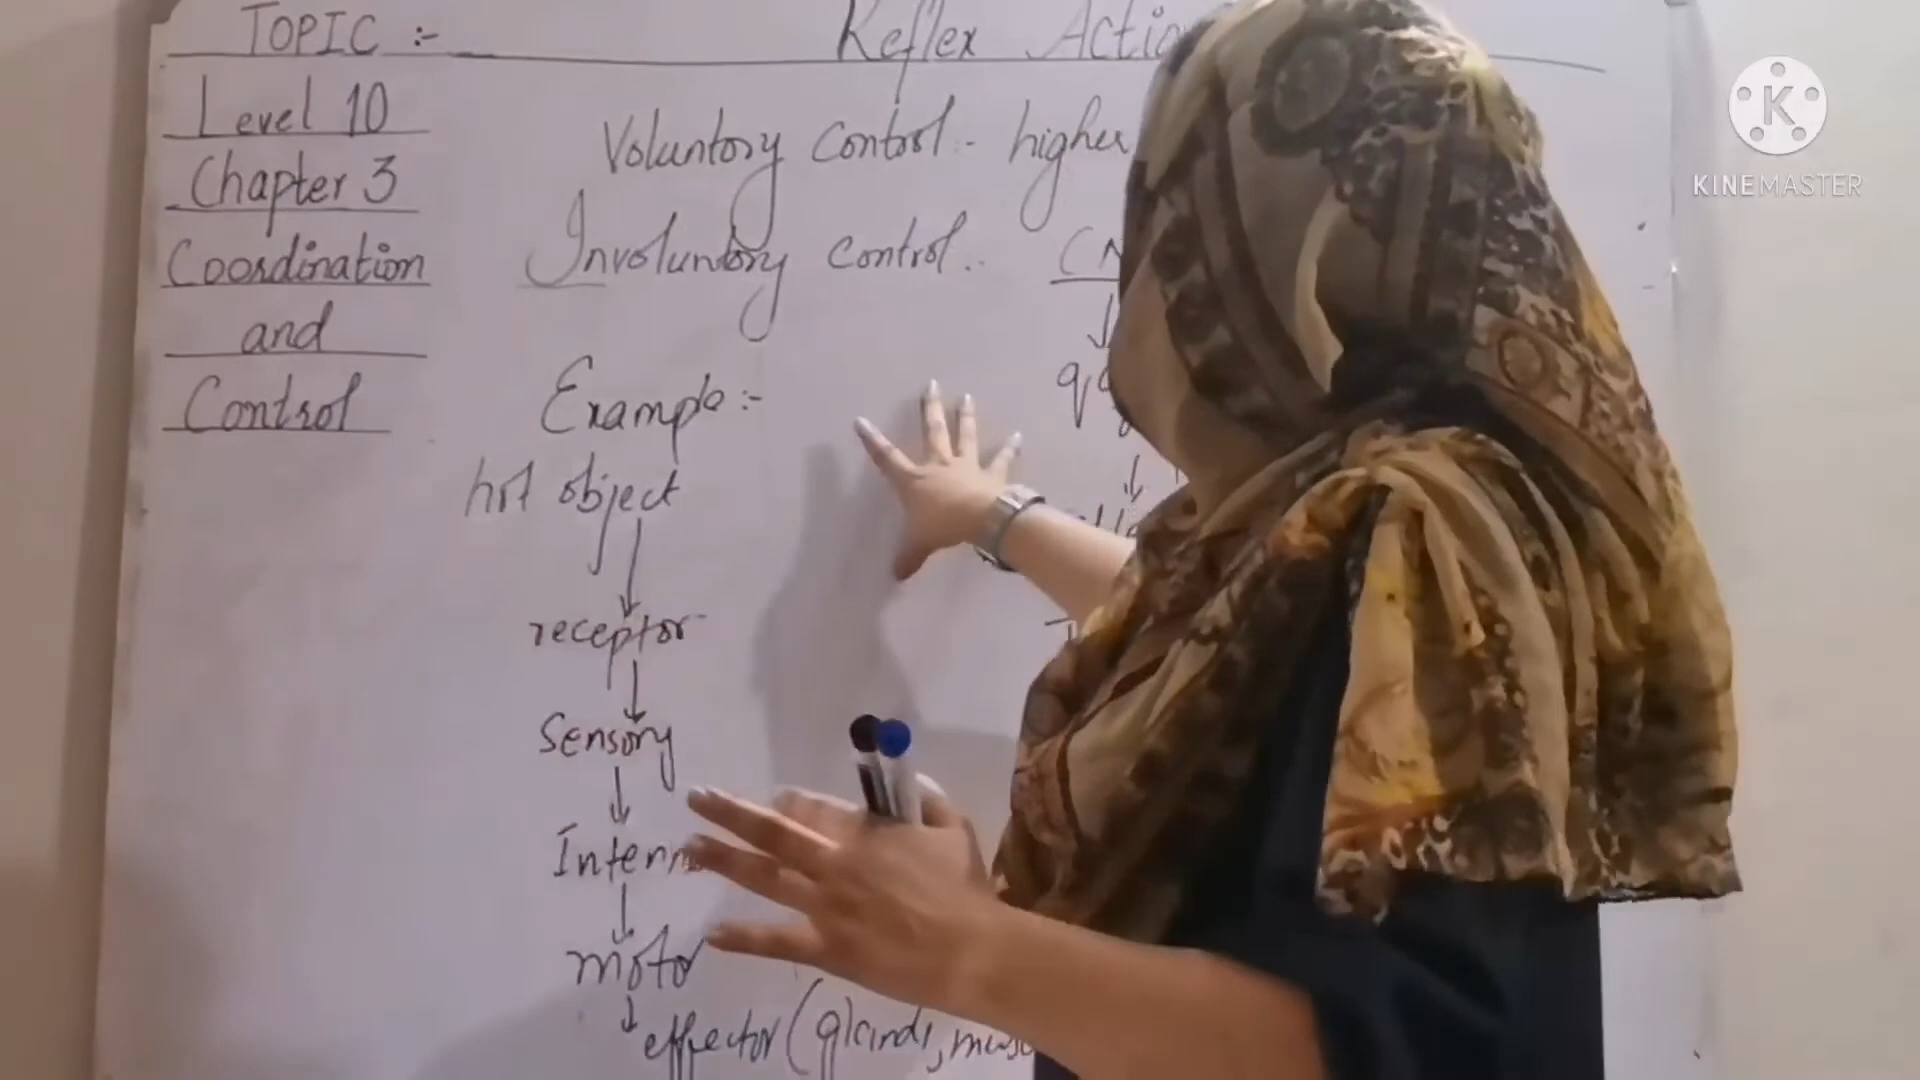 TOPIC :- Reflex Actio
Level 10
Chapter 3
Coordination
and
Control
Voluntory control :- higher
Involuntory control :-
Example :-
hot object
receptor
Sensory
Intern
motor
effector (glands, musc
K
KINEMASTER